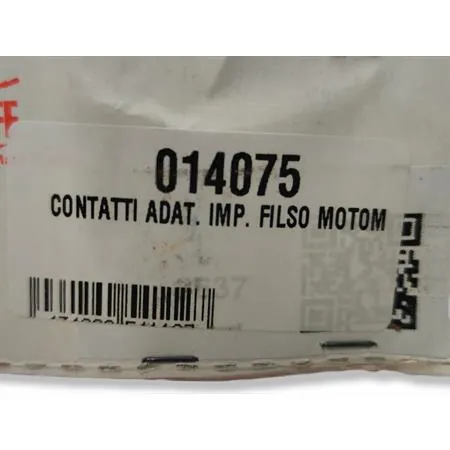 014075
CONTATTI ADAT. IMP. FILSO MOTOM